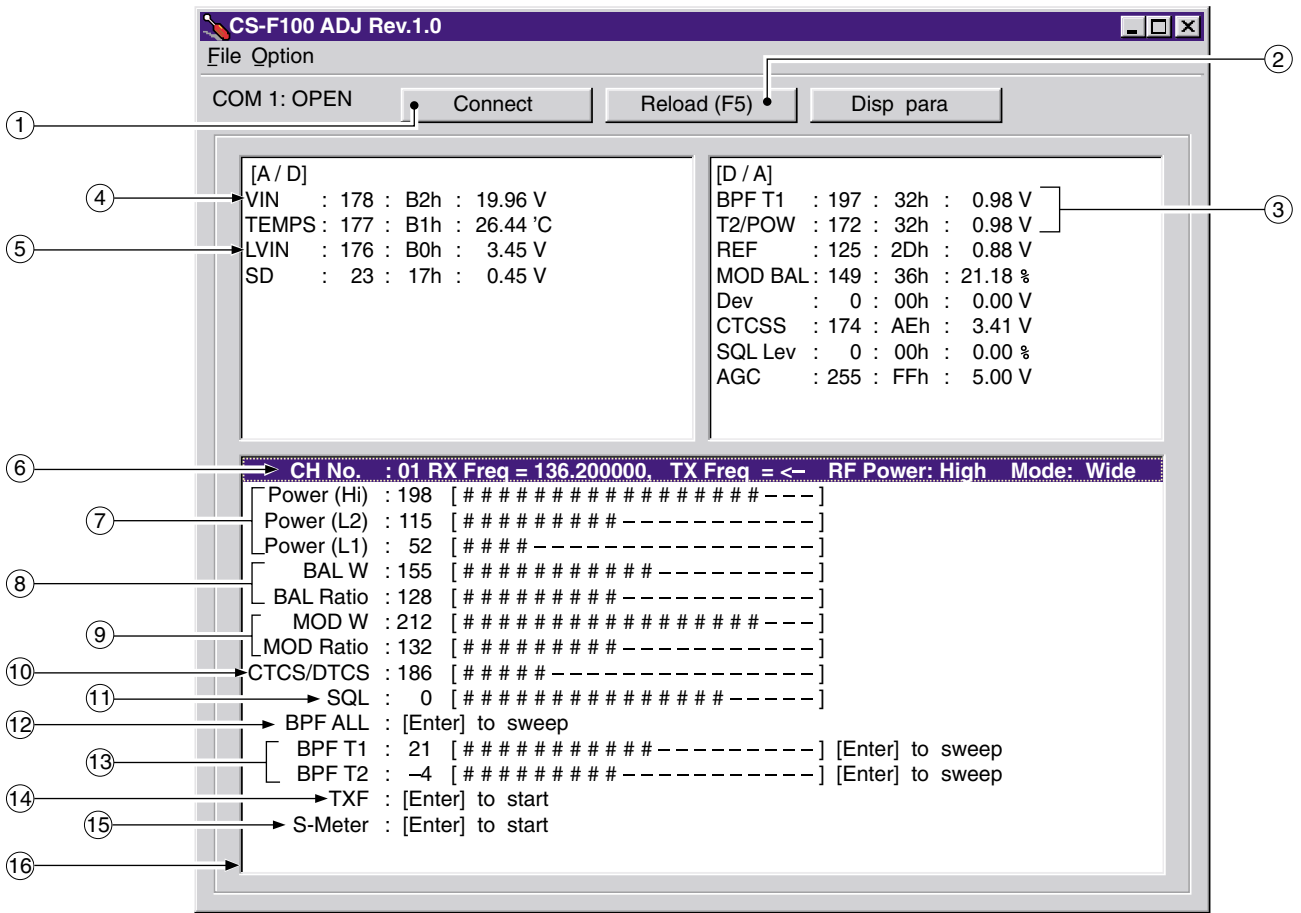 CS-F100 ADJ Rev.1.0
File Option
②
COM 1: OPEN Connect Reload (F5) Disp para
①
[A / D]
④ VIN : 178 : B2h : 19.96 V
TEMPS : 177 : B1h : 26.44 'C
⑤ LVIN : 176 : B0h : 3.45 V
SD : 23 : 17h : 0.45 V
[D / A]
BPF T1 : 197 : 32h : 0.98 V
T2/POW : 172 : 32h : 0.98 V
③
REF : 125 : 2Dh : 0.88 V
MOD BAL : 149 : 36h : 21.18 %
Dev : 0 : 00h : 0.00 V
CTCSS : 174 : AEh : 3.41 V
SQL Lev : 0 : 00h : 0.00 %
AGC : 255 : FFh : 5.00 V
⑥ CH No. : 01 RX Freq = 136.200000, TX Freq = <– RF Power: High Mode: Wide
Power (Hi) : 198 [ # # # # # # # # # # # # # # # # # – – – ]
⑦ Power (L2) : 115 [ # # # # # # # # # – – – – – – – – – – – ]
Power (L1) : 52 [ # # # # – – – – – – – – – – – – – – – – ]
BAL W : 155 [ # # # # # # # # # # # – – – – – – – – – ]
⑧ BAL Ratio : 128 [ # # # # # # # # # – – – – – – – – – – – ]
MOD W : 212 [ # # # # # # # # # # # # # # # # # – – – ]
⑨ MOD Ratio : 132 [ # # # # # # # # # – – – – – – – – – – – ]
⑩ CTCS/DTCS : 186 [ # # # # # – – – – – – – – – – – – – – – ]
⑪ SQL : 0 [ # # # # # # # # # # # # # # # – – – – – ]
⑫ BPF ALL : [Enter] to sweep
⑬ BPF T1 : 21 [ # # # # # # # # # # # – – – – – – – – – ] [Enter] to sweep
BPF T2 : –4 [ # # # # # # # # # – – – – – – – – – – – ] [Enter] to sweep
⑭ TXF : [Enter] to start
⑮ S-Meter : [Enter] to start
⑯